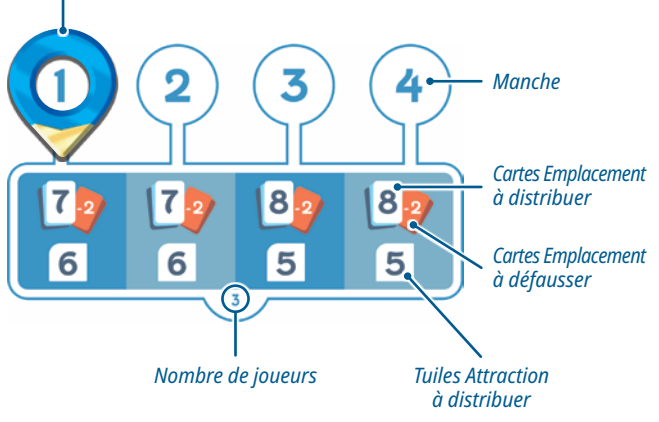 1 2 3 4
Manche
7 -2 7 -2 8 -2 8 -2
Cartes Emplacement
à distribuer
6 6 5 5
Cartes Emplacement
à défausser
3
Nombre de joueurs
Tuiles Attraction
à distribuer